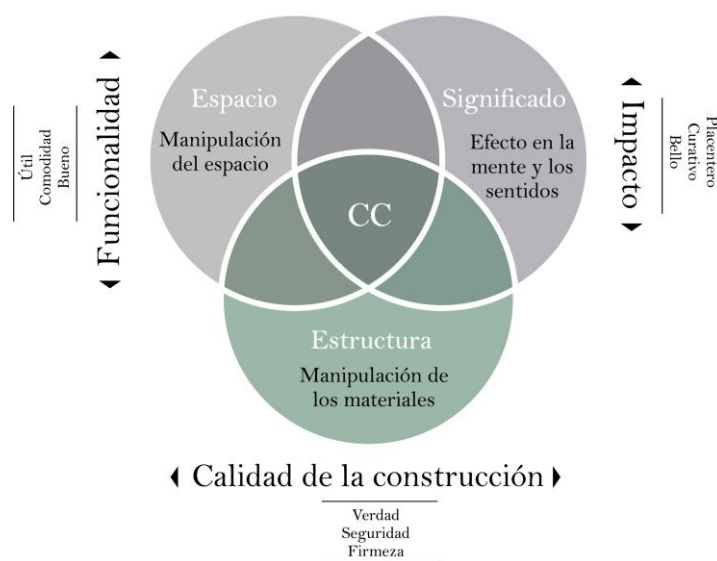 Espacio
Manipulación
del espacio
Significado
Efecto en la
mente y los
sentidos
CC
Estructura
Manipulación de
los materiales
Funcionalidad
Útil
Comodidad
Bueno
Impacto
Placentero
Curativo
Bello
Calidad de la construcción
Verdad
Seguridad
Firmeza